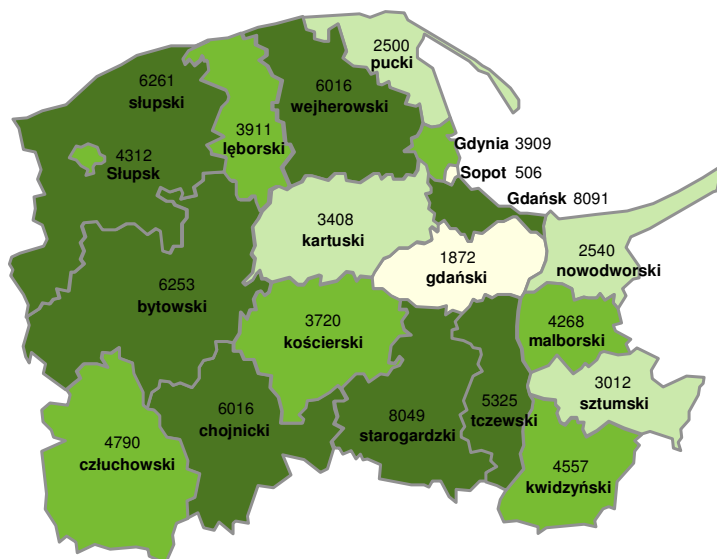 2500
pucki
6261
słupski
6016
wejherowski
3911
lęborski
Gdynia 3909
4312
Słupsk
Sopot 506
Gdańsk 8091
3408
kartuski
1872
gdański
2540
nowodworski
6253
bytowski
3720
kościerski
4268
malborski
3012
sztumski
6016
chojnicki
8049
starogardzki
5325
tczewski
4790
człuchowski
4557
kwidzyński